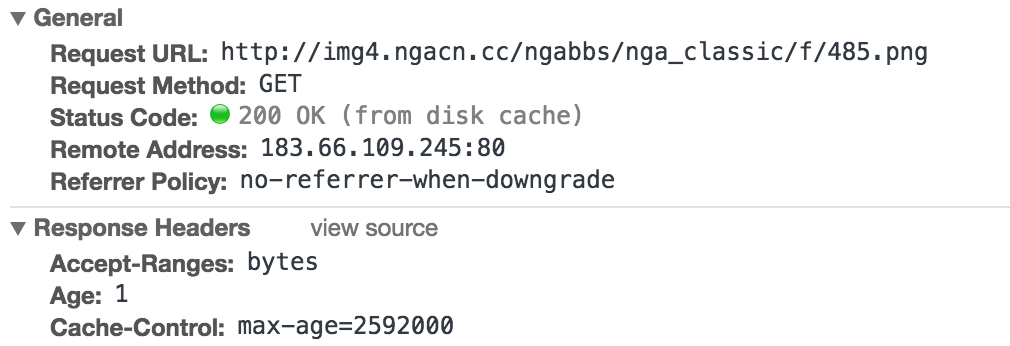 ▼ General
Request URL: http://img4.ngacn.cc/ngabbs/nga_classic/f/485.png
Request Method: GET
Status Code: 200 OK (from disk cache)
Remote Address: 183.66.109.245:80
Referrer Policy: no-referrer-when-downgrade
▼ Response Headers view source
Accept-Ranges: bytes
Age: 1
Cache-Control: max-age=2592000